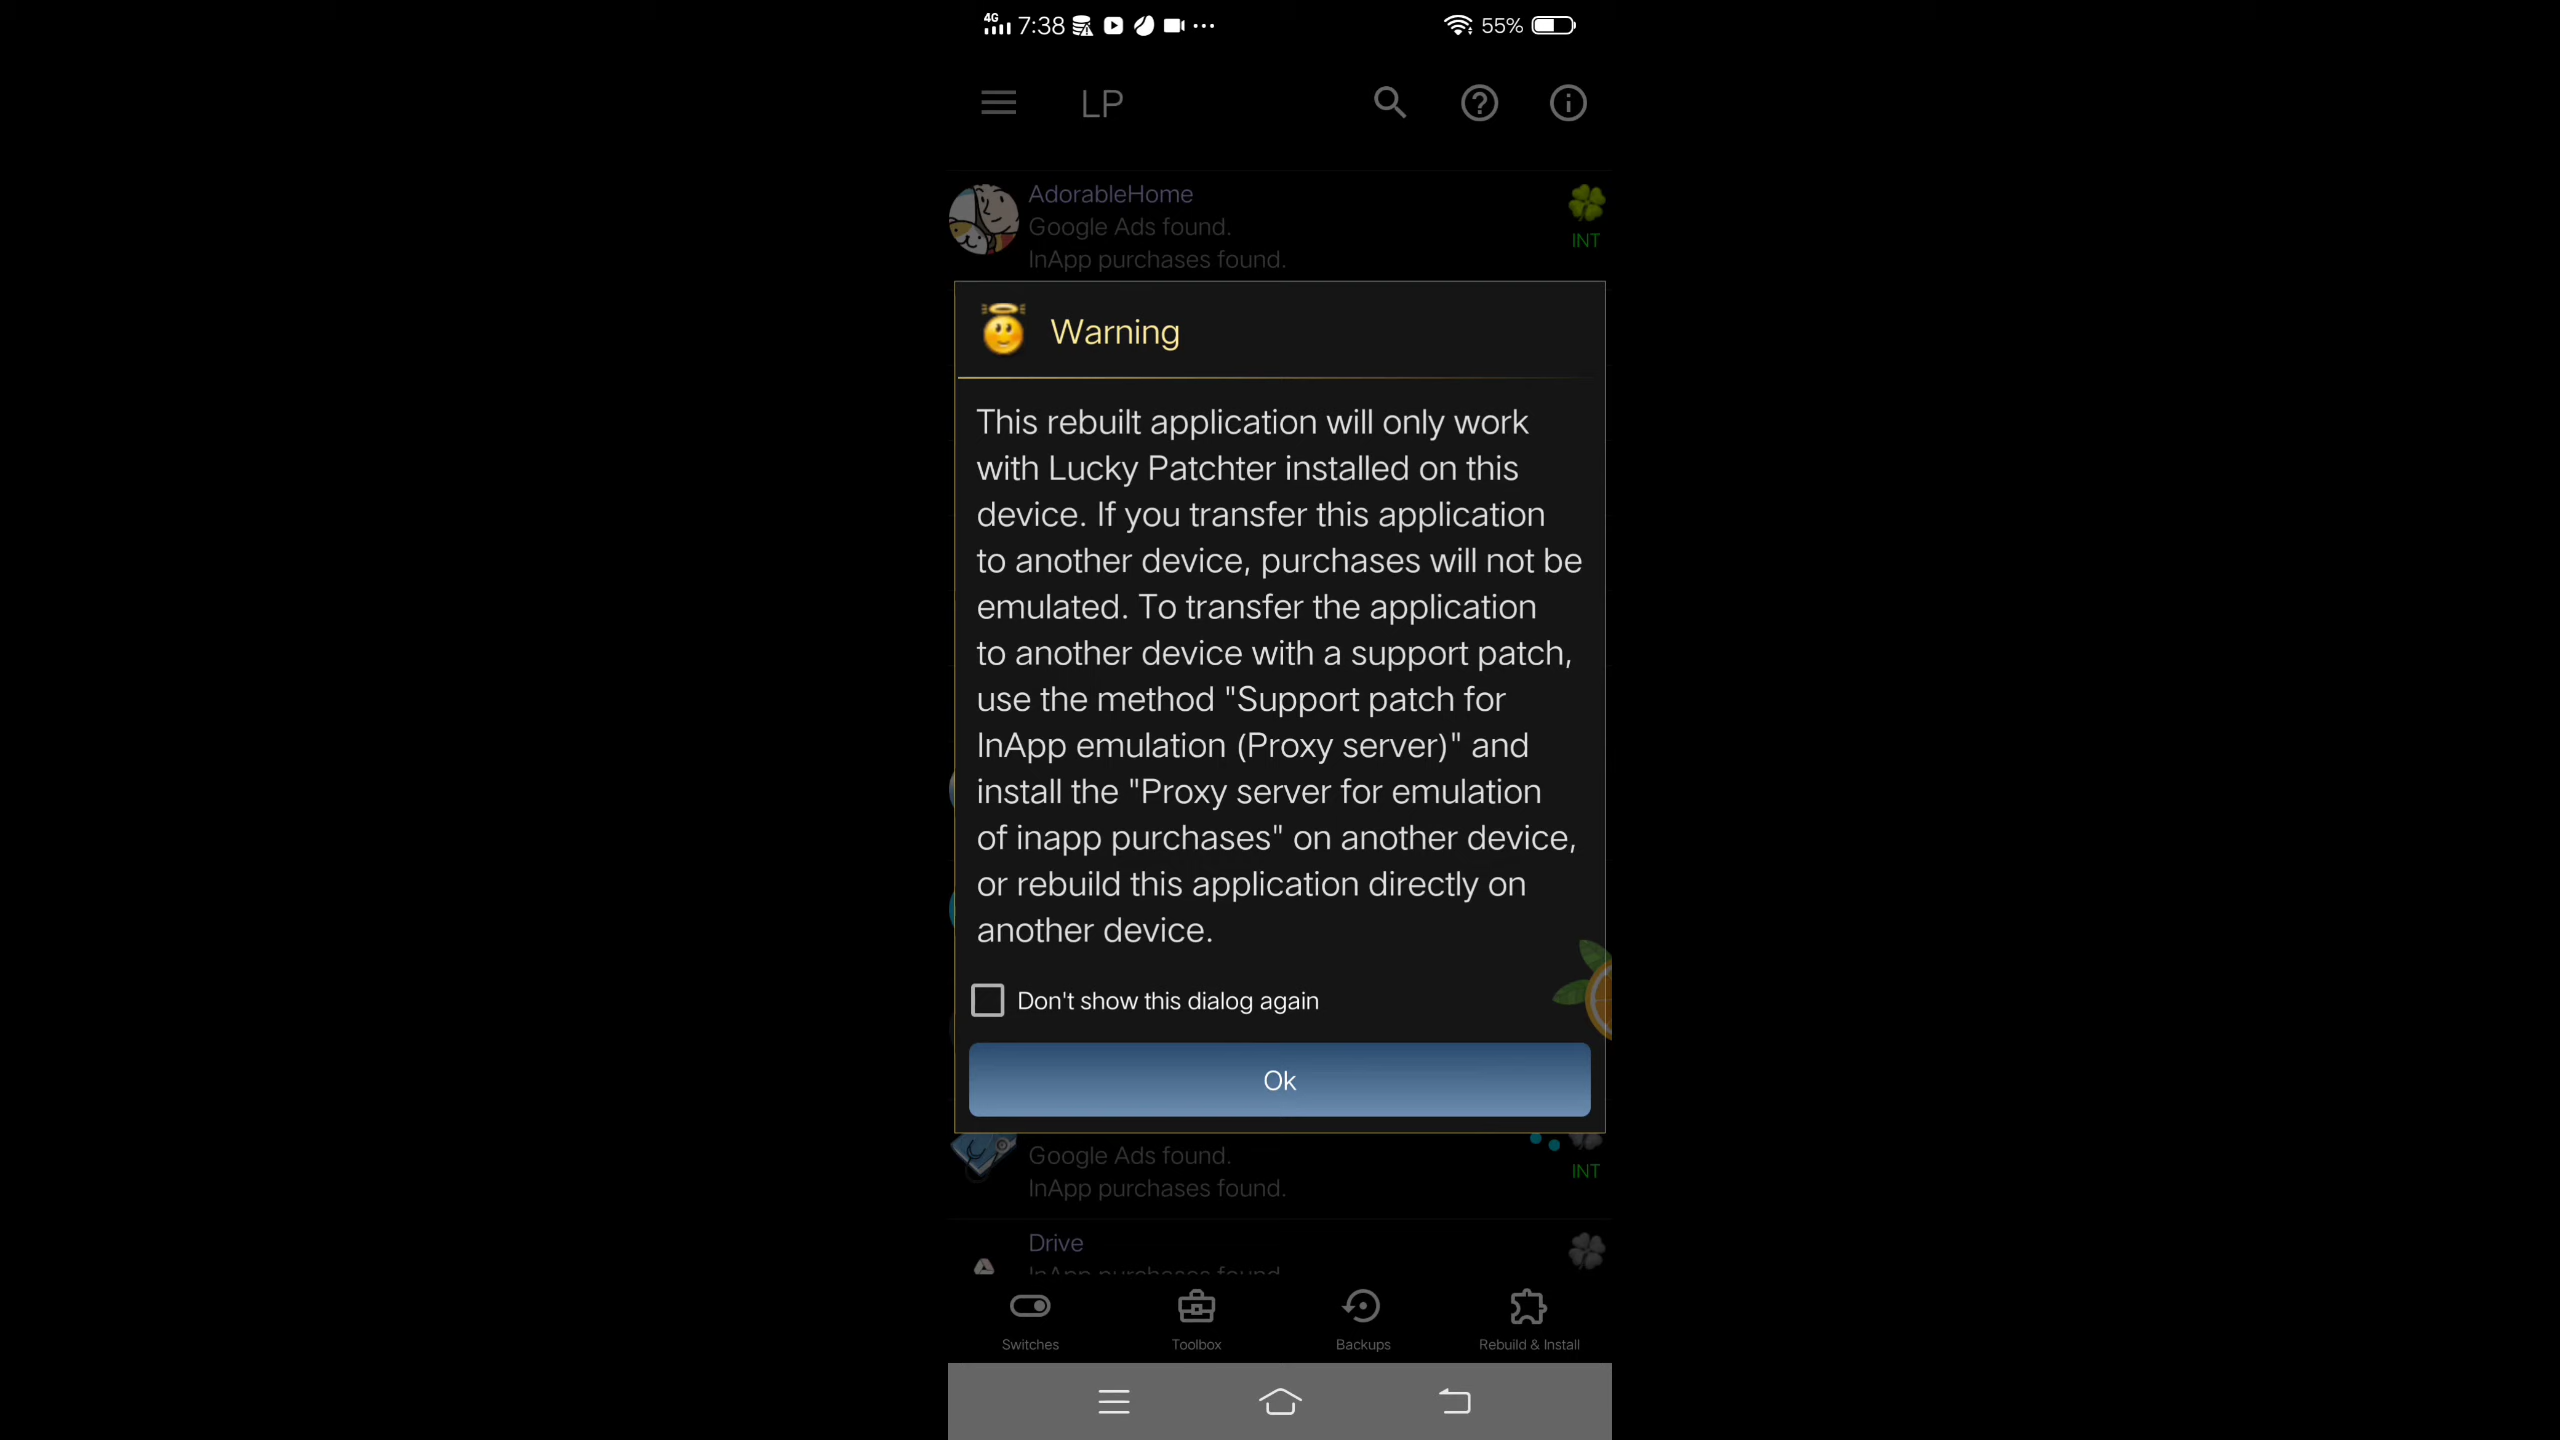 4G 7:38 55%
LP
AdorableHome
Google Ads found.
INT
InApp purchases found.
Warning
This rebuilt application will only work
with Lucky Patchter installed on this
device. If you transfer this application
to another device, purchases will not be
emulated. To transfer the application
to another device with a support patch,
use the method "Support patch for
InApp emulation (Proxy server)" and
install the "Proxy server for emulation
of inapp purchases" on another device,
or rebuild this application directly on
another device.
Don't show this dialog again
Ok
Google Ads found.
INT
InApp purchases found.
Drive
InApp purchases found
Switches Toolbox Backups Rebuild & Install